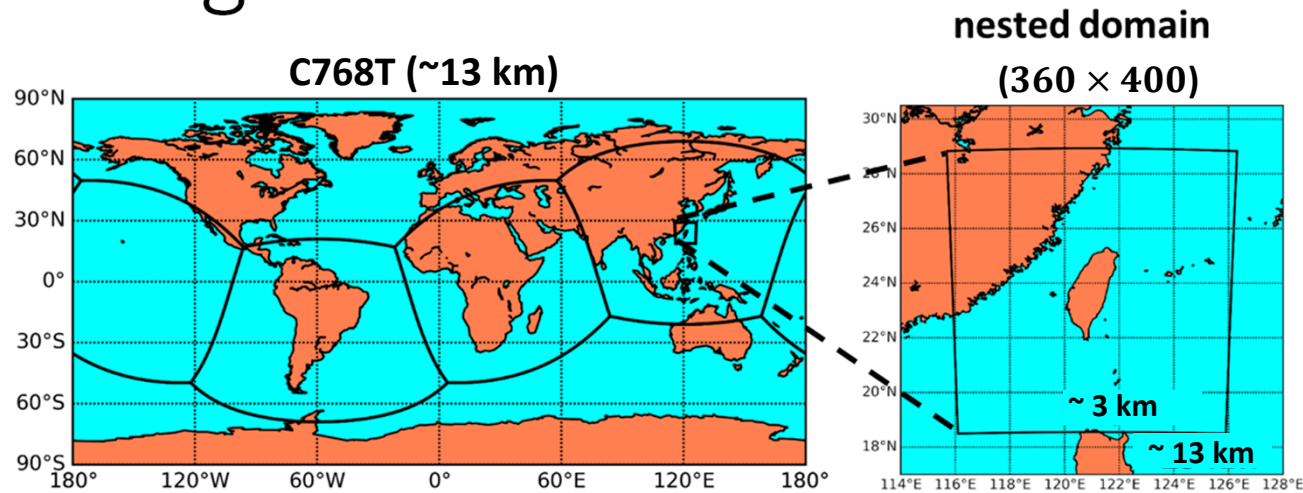 g
C768T (~13 km)
90°N
60°N
30°N
0°
30°S
60°S
90°S
180°
120°W
60°W
0°
60°E
120°E
180°
nested domain
(360 × 400)
30°N
28°N
26°N
24°N
22°N
20°N
18°N
~ 3 km
~ 13 km
114°E
116°E
118°E
120°E
122°E
124°E
126°E
128°E